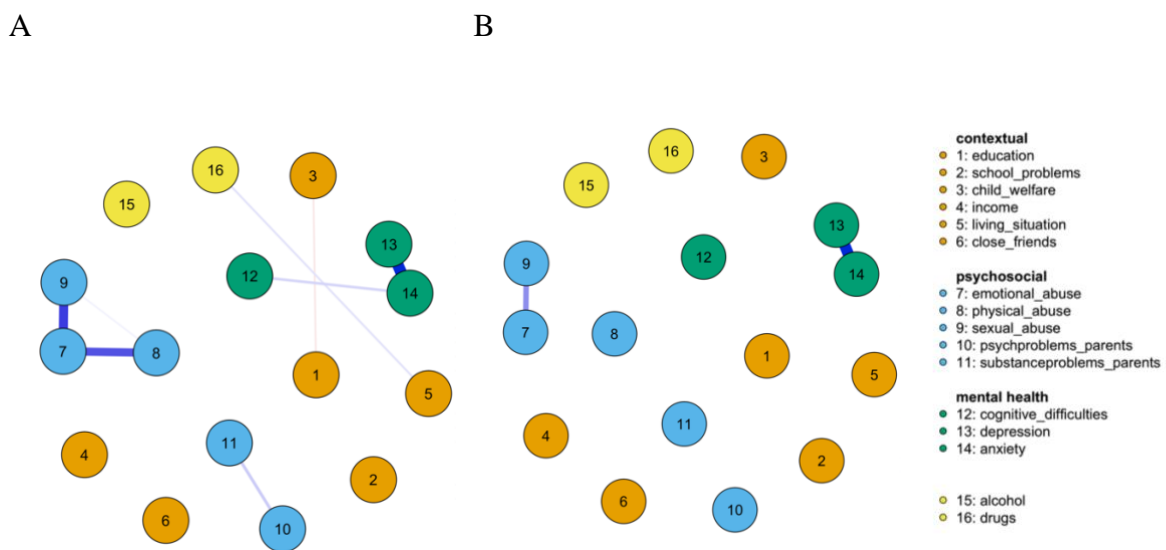 A
B
16
3
15
13
12
14
9
7
8
1
5
11
4
2
6
10
16
3
15
13
12
9
14
7
8
1
5
11
4
2
6
10
contextual
1: education
2: school_problems
3: child_welfare
4: income
5: living_situation
6: close_friends
psychosocial
7: emotional_abuse
8: physical_abuse
9: sexual_abuse
10: psychproblems_parents
11: substanceproblems_parents
mental health
12: cognitive_difficulties
13: depression
14: anxiety
15: alcohol
16: drugs